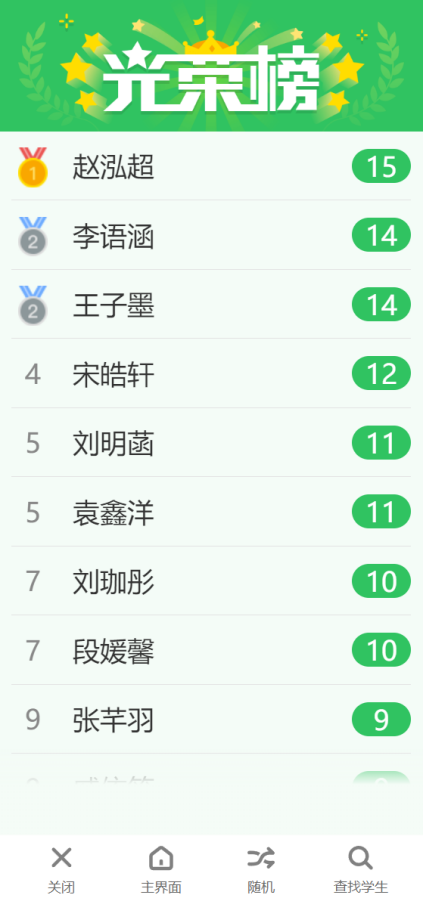 光荣榜
1 赵泓超 15
2 李语涵 14
2 王子墨 14
4 宋皓轩 12
5 刘明菡 11
5 袁鑫洋 11
7 刘珈彤 10
7 段媛馨 10
9 张芊羽 9
关闭 主界面 随机 查找学生